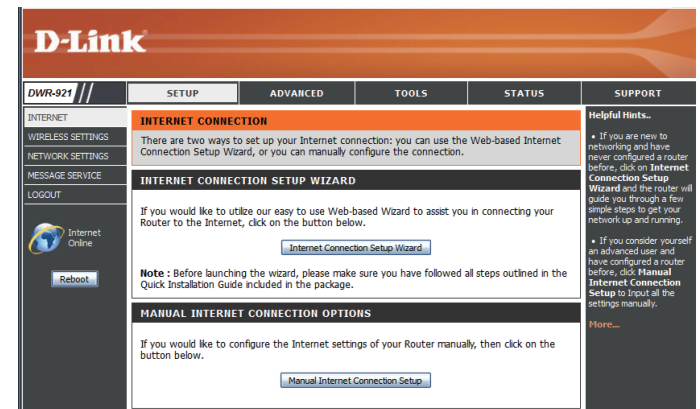 D-Link
DWR-921
SETUP
ADVANCED
TOOLS
STATUS
SUPPORT
INTERNET
WIRELESS SETTINGS
NETWORK SETTINGS
MESSAGE SERVICE
LOGOUT
Internet
Online
Reboot
INTERNET CONNECTION
There are two ways to set up your Internet connection: you can use the Web-based Internet
Connection Setup Wizard, or you can manually configure the connection.
INTERNET CONNECTION SETUP WIZARD
If you would like to utilize our easy to use Web-based Wizard to assist you in connecting your
Router to the Internet, click on the button below.
Internet Connection Setup Wizard
Note : Before launching the wizard, please make sure you have followed all steps outlined in the
Quick Installation Guide included in the package.
MANUAL INTERNET CONNECTION OPTIONS
If you would like to configure the Internet settings of your Router manually, then click on the
button below.
Manual Internet Connection Setup
Helpful Hints..
• If you are new to
networking and have
never configured a router
before, click on Internet
Connection Setup
Wizard and the router will
guide you through a few
simple steps to get your
network up and running.
• If you consider yourself
an advanced user and
have configured a router
before, click Manual
Internet Connection
Setup to Input all the
settings manually.
More...